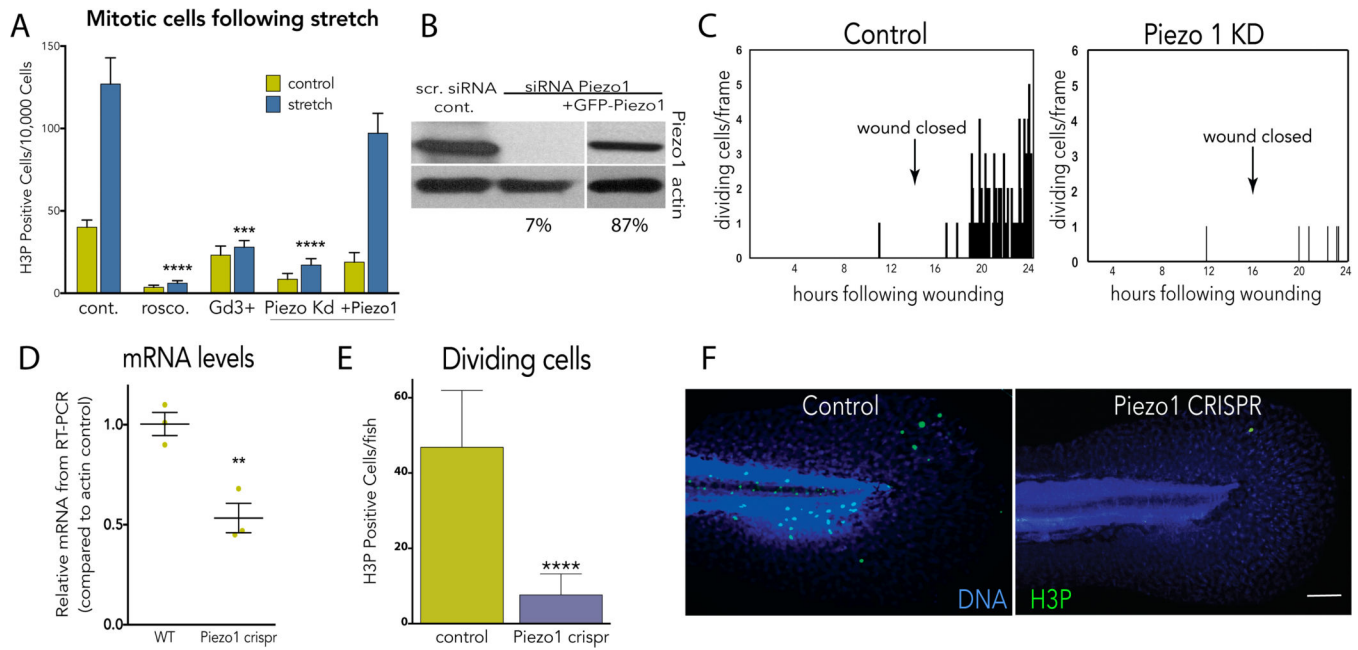 A
Mitotic cells following stretch
H3P Positive Cells/10,000 Cells
150
100
50
0
control
stretch
****
***
****
cont.
rosco.
Gd3+
Piezo Kd
+Piezo1
B
scr. siRNA
cont.
siRNA Piezo1
+GFP-Piezo1
Piezo1
actin
7%
87%
C
Control
dividing cells/frame
6
5
4
3
2
1
0
wound closed
4
8
12
16
20
24
hours following wounding
Piezo 1 KD
dividing cells/frame
6
5
4
3
2
1
0
wound closed
4
8
12
16
20
24
hours following wounding
D
mRNA levels
Relative mRNA from RT-PCR
(compared to actin control)
1.0
0.5
0.0
**
WT
Piezo1 crispr
E
Dividing cells
H3P Positive Cells/fish
60
40
20
0
****
control
Piezo1 crispr
F
Control
DNA
Piezo1 CRISPR
H3P